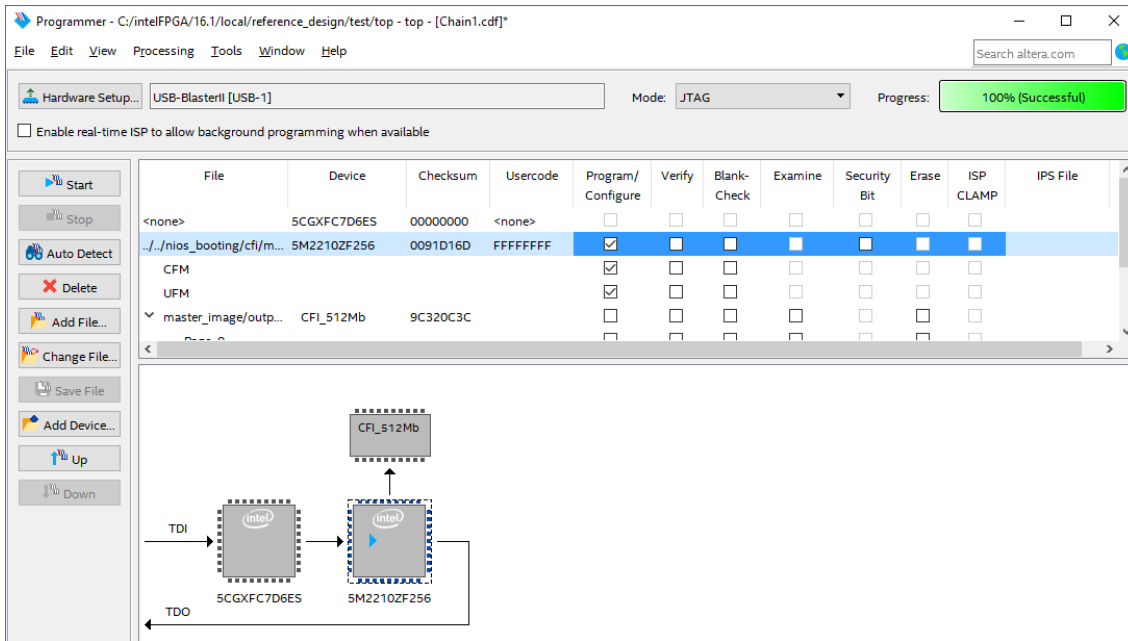 Programmer - C:/intelFPGA/16.1/local/reference_design/test/top - top - [Chain1.cdf]*
File Edit View Processing Tools Window Help
Search altera.com
Hardware Setup... USB-BlasterII [USB-1] Mode: JTAG Progress: 100% (Successful)
Enable real-time ISP to allow background programming when available
Start
Stop
Auto Detect
Delete
Add File...
Change File...
Save File
Add Device...
Up
Down
File Device Checksum Usercode Program/ Configure Verify Blank- Check Examine Security Bit Erase ISP CLAMP IPS File
<none> 5CGXFC7D6ES 00000000 <none>
../../nios_booting/cfi/m... 5M2210ZF256 0091D16D FFFFFFFF
CFM
UFM
master_image/outp... CFI_512Mb 9C320C3C
CFI_512Mb
TDI
intel
intel
5CGXFC7D6ES 5M2210ZF256
TDO